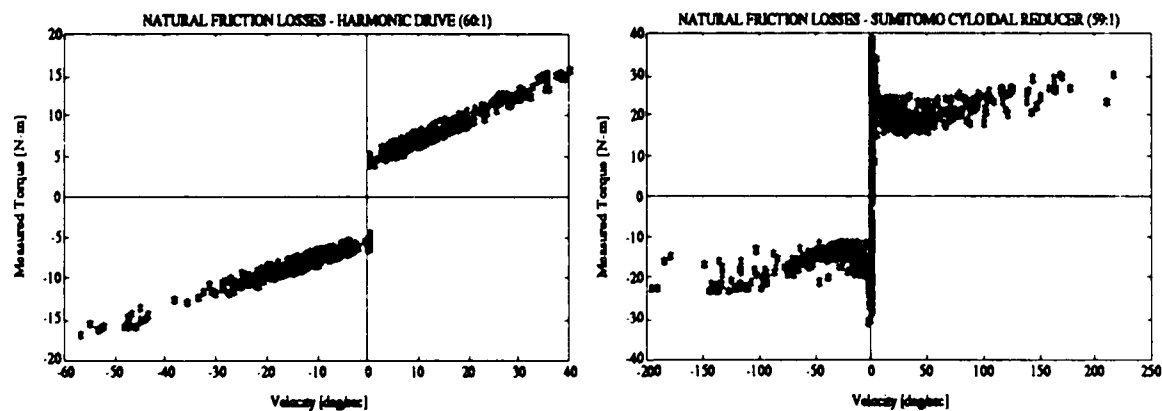 NATURAL FRICTION LOSSES - HARMONIC DRIVE (60:1)
20
15
10
5
0
-5
-10
-15
-20
Measured Torque [N-m]
-60 -50 -40 -30 -20 -10 0 10 20 30 40
Velocity [deg/sec]
NATURAL FRICTION LOSSES - SUMITOMO CYLOIDAL REDUCER (59:1)
40
30
20
10
0
-10
-20
-30
-40
Measured Torque [N-m]
-200 -150 -100 -50 0 50 100 150 200 250
Velocity [deg/sec]